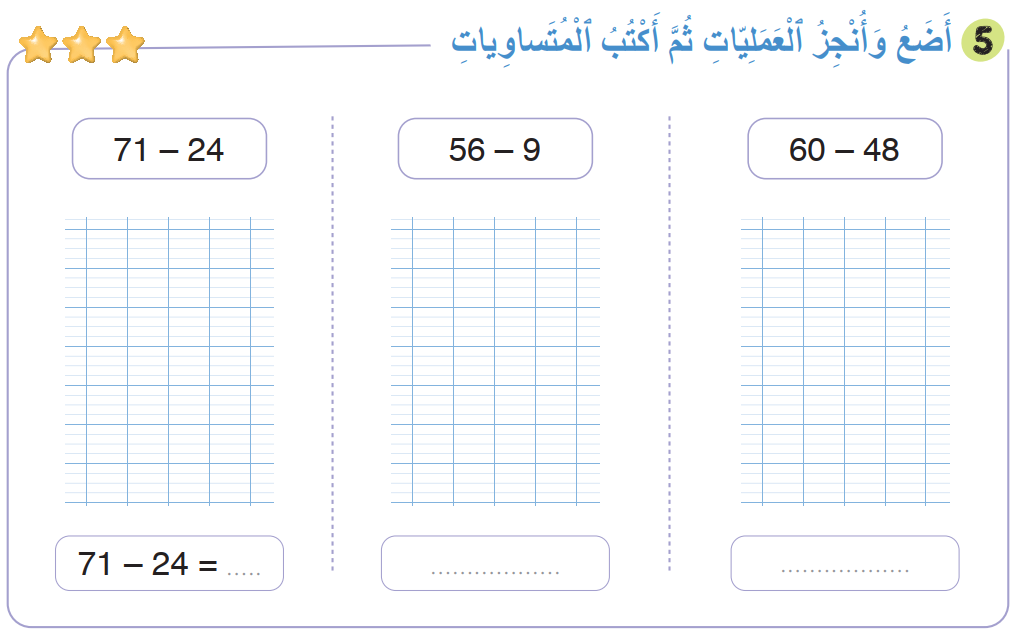 5 أَضَعُ وَأُنْجِزُ ٱلْعَمَلِيّاتِ ثُمَّ أَكْتُبُ ٱلْمُتَساوِياتِ
60 – 48
56 – 9
71 – 24
..................
..................
71 – 24 = .....